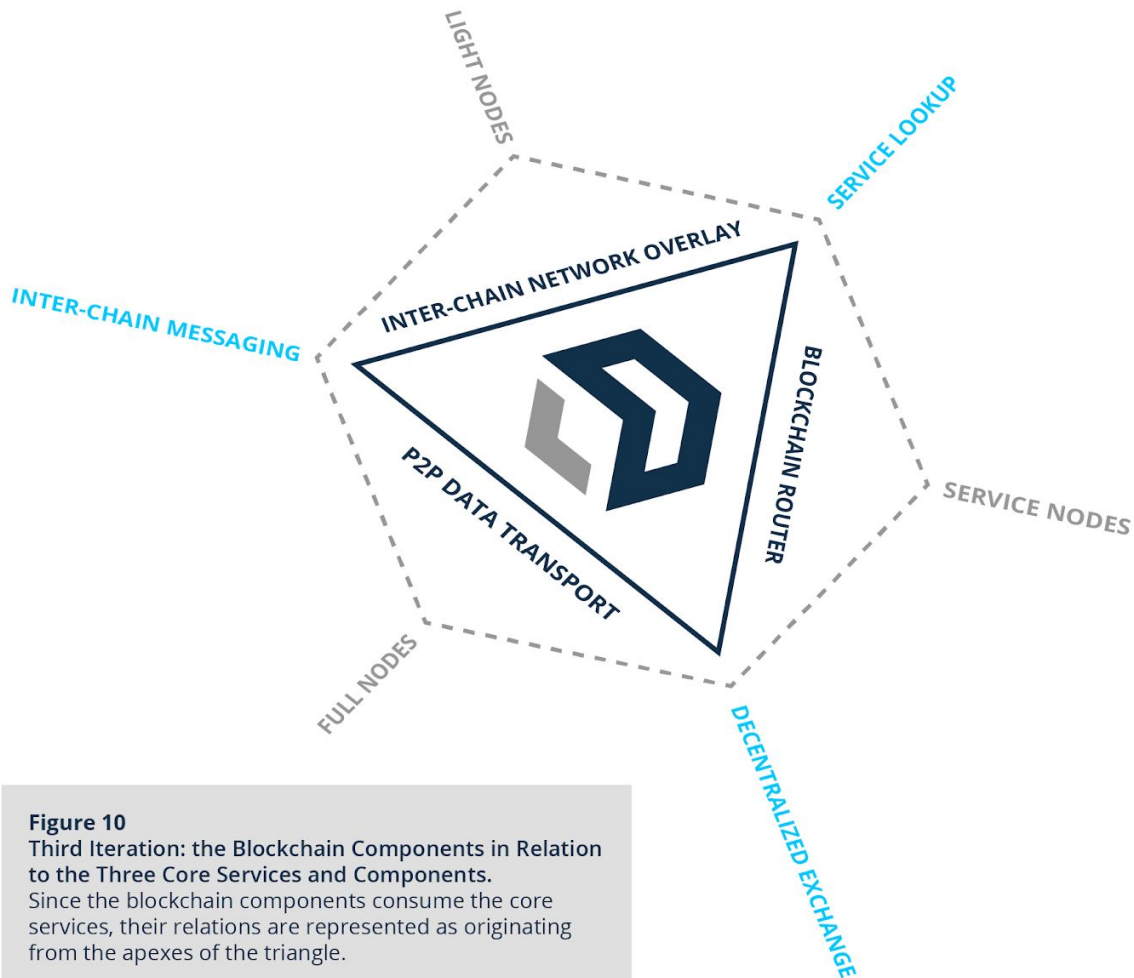 LIGHT NODES
SERVICE LOOKUP
INTER-CHAIN NETWORK OVERLAY
INTER-CHAIN MESSAGING
BLOCKCHAIN ROUTER
P2P DATA TRANSPORT
SERVICE NODES
FULL NODES
DECENTRALIZED EXCHANGE
Figure 10
Third Iteration: the Blockchain Components in Relation
to the Three Core Services and Components.
Since the blockchain components consume the core
services, their relations are represented as originating
from the apexes of the triangle.